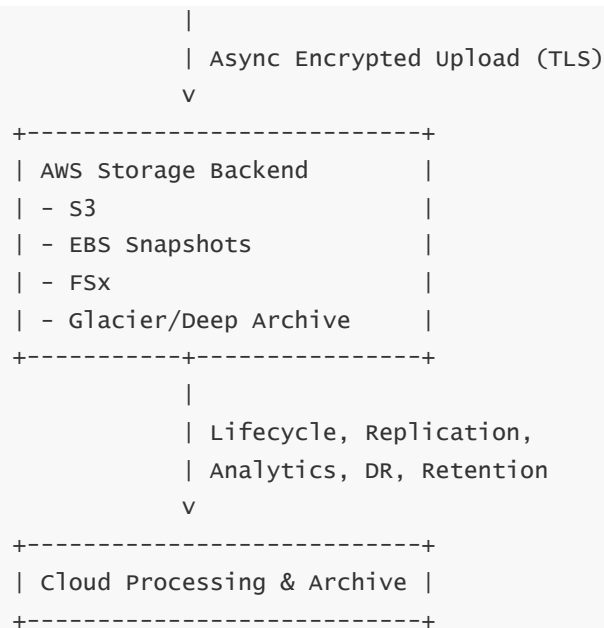 |
| Async Encrypted Upload (TLS)
v
+----------------------------+
| AWS Storage Backend        |
| - S3                       |
| - EBS Snapshots            |
| - FSx                      |
| - Glacier/Deep Archive     |
+-----------+----------------+
|
| Lifecycle, Replication,
| Analytics, DR, Retention
v
+----------------------------+
| Cloud Processing & Archive |
+----------------------------+